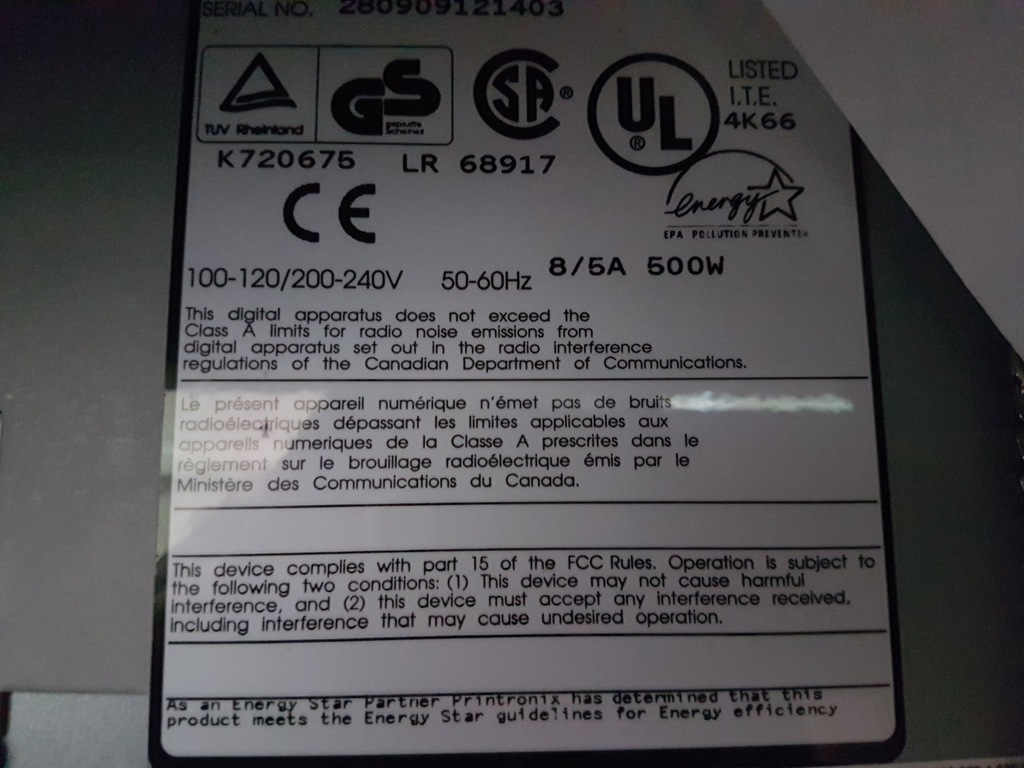 SERIAL NO. 280909121403
TUV Rheinland
GS
geprüfte
Sicherheit
SA ®
UL ®
LISTED
I.T.E.
4K66
K720675 LR 68917
CE
energy
EPA POLLUTION PREVENTER
100-120/200-240V 50-60Hz 8/5A 500W
This digital apparatus does not exceed the
Class A limits for radio noise emissions from
digital apparatus set out in the radio interference
regulations of the Canadian Department of Communications.
Le présent appareil numérique n'émet pas de bruits
radioélectriques dépassant les limites applicables aux
appareils numeriques de la Classe A prescrites dans le
règlement sur le brouillage radioélectrique émis par le
Ministère des Communications du Canada.
This device complies with part 15 of the FCC Rules. Operation is subject to
the following two conditions: (1) This device may not cause harmful
interference, and (2) this device must accept any interference received,
including interference that may cause undesired operation.
As an Energy Star Partner Printronix has determined that this
product meets the Energy Star guidelines for Energy efficiency